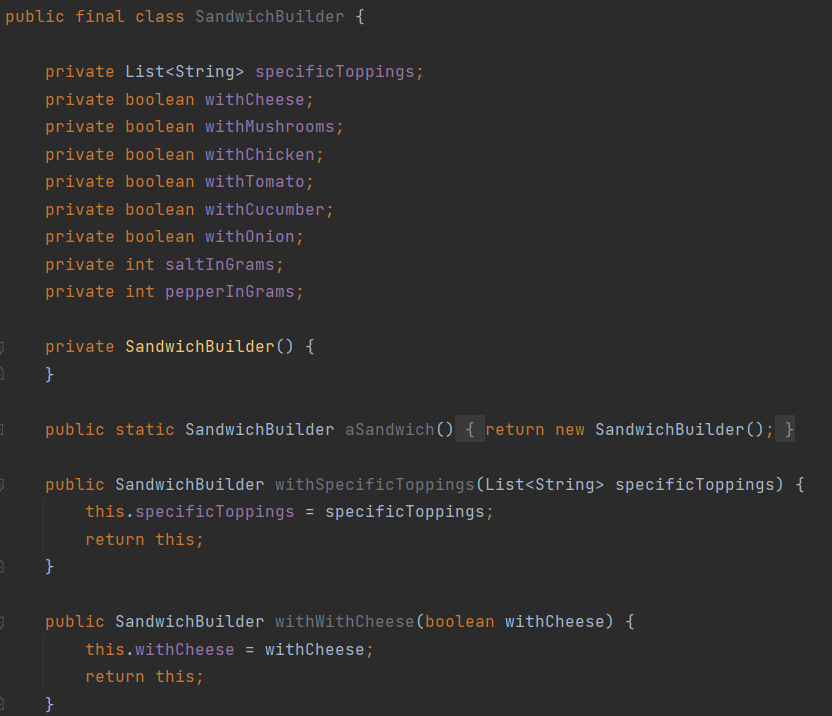 public final class SandwichBuilder {
private List<String> specificToppings;
private boolean withCheese;
private boolean withMushrooms;
private boolean withChicken;
private boolean withTomato;
private boolean withCucumber;
private boolean withOnion;
private int saltInGrams;
private int pepperInGrams;
private SandwichBuilder() {
}
public static SandwichBuilder aSandwich() { return new SandwichBuilder(); }
public SandwichBuilder withSpecificToppings(List<String> specificToppings) {
this.specificToppings = specificToppings;
return this;
}
public SandwichBuilder withWithCheese(boolean withCheese) {
this.withCheese = withCheese;
return this;
}